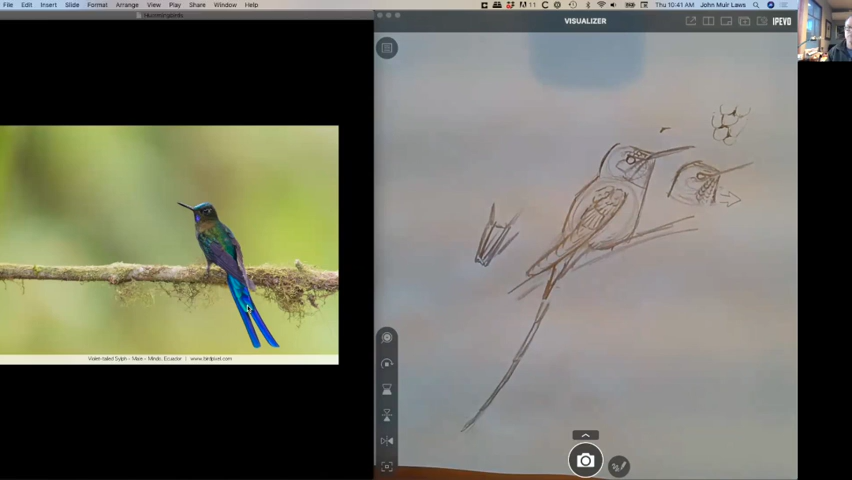 File Edit Insert Slide Format Arrange View Play Share Window Help
11
Thu 10:41 AM John Muir Laws
Hummingbirds
VISUALIZER
IPEVO
Violet-tailed Sylph - Male - Mindo, Ecuador | www.birdpixel.com